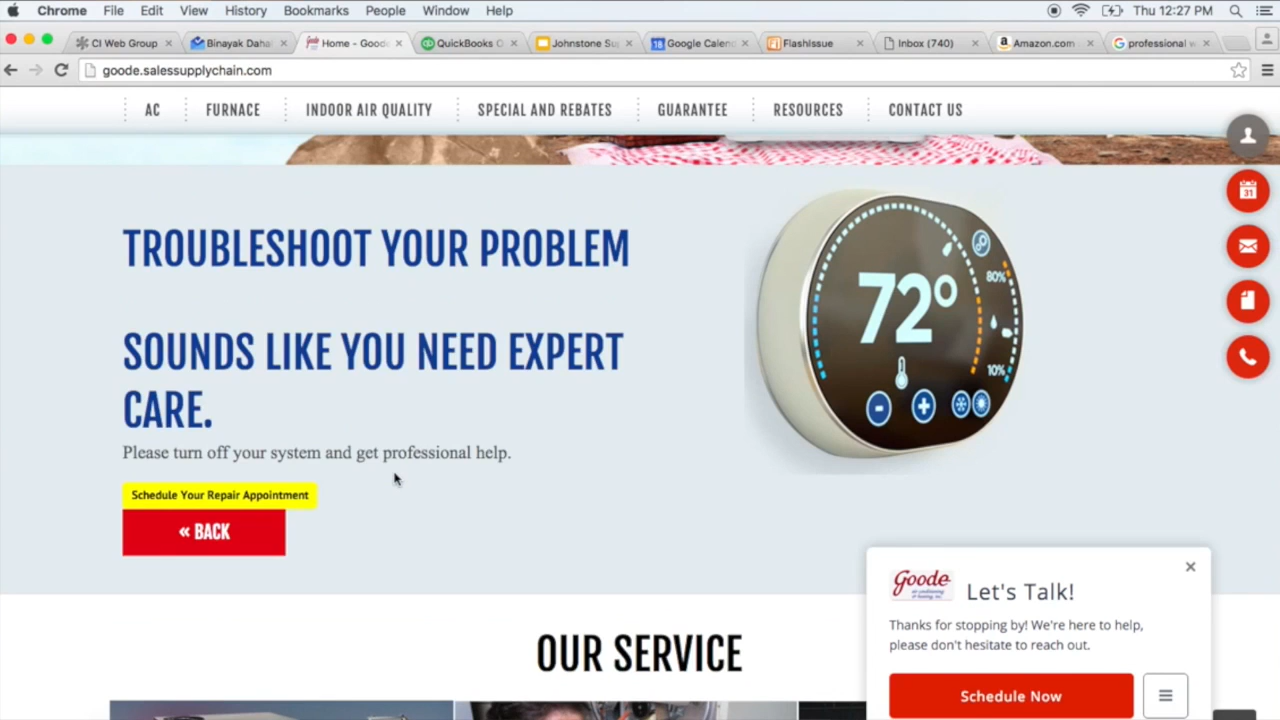 Chrome File Edit View History Bookmarks People Window Help Thu 12:27 PM
CI Web Group Binayak Daha Home - Goode QuickBooks O Johnstone Su 18 Google Calen FlashIssue Inbox (740) Amazon.com professional w
goode.salessupplychain.com
AC FURNACE INDOOR AIR QUALITY SPECIAL AND REBATES GUARANTEE RESOURCES CONTACT US
31
TROUBLESHOOT YOUR PROBLEM
80%
72°
SOUNDS LIKE YOU NEED EXPERT
CARE.
10%
- +
Please turn off your system and get professional help.
Schedule Your Repair Appointment
« BACK
Goode
Let's Talk!
Thanks for stopping by! We're here to help,
please don't hesitate to reach out.
OUR SERVICE
Schedule Now